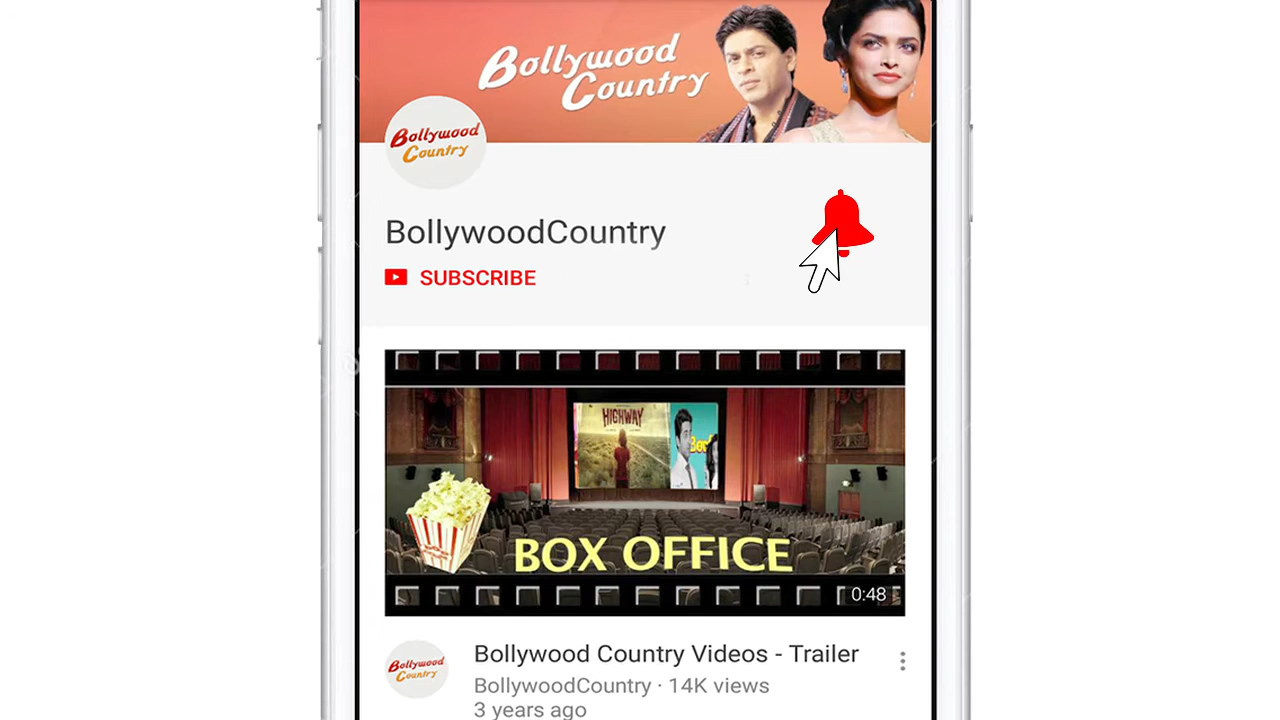 Bollywood
Country
Bollywood
Country
BollywoodCountry
SUBSCRIBE
HIGHWAY
BOX OFFICE
0:48
Bollywood Country Videos - Trailer
Bollywood
Country
BollywoodCountry · 14K views
3 years ago